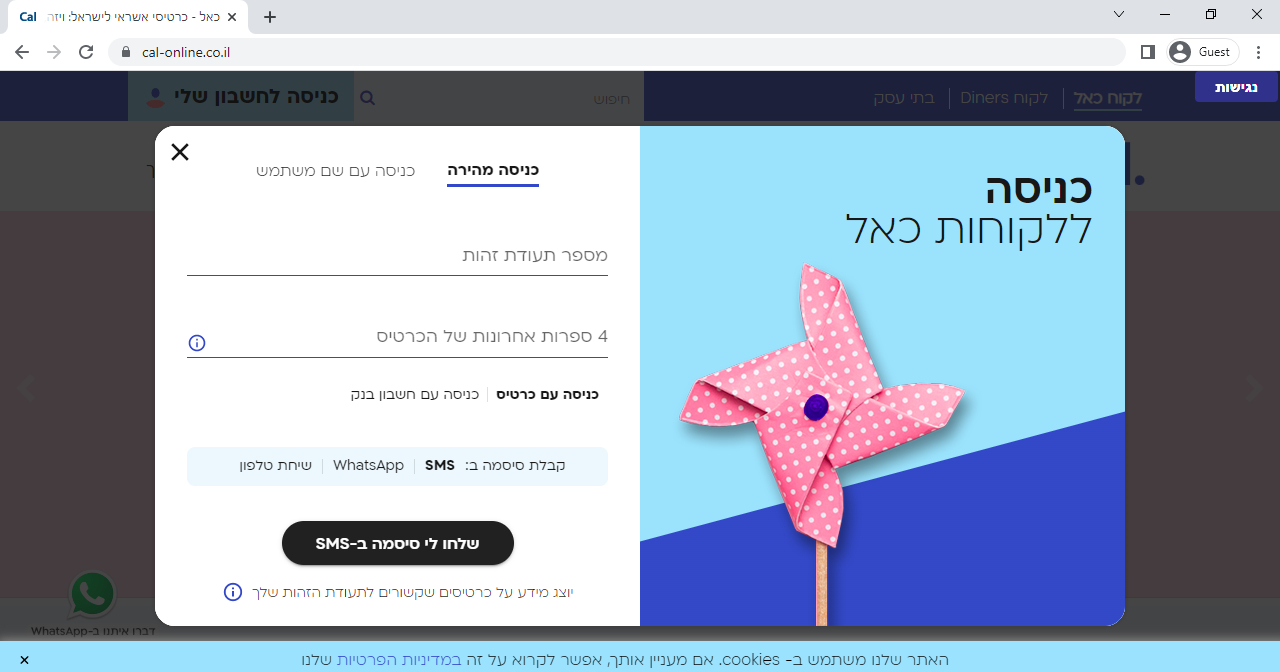 Cal כאל - כרטיסי אשראי לישראל: ויזה
cal-online.co.il
Guest
נגישות
לקוח כאל
לקוח Diners
בתי עסק
חיפוש
כניסה לחשבון שלי
כניסה
ללקוחות כאל
כניסה מהירה
כניסה עם שם משתמש
מספר תעודת זהות
4 ספרות אחרונות של הכרטיס
כניסה עם כרטיס
כניסה עם חשבון בנק
קבלת סיסמה ב: SMS WhatsApp שיחת טלפון
שלחו לי סיסמה ב-SMS
יוצג מידע על כרטיסים שקשורים לתעודת הזהות שלך
דברו איתנו ב-WhatsApp
האתר שלנו משתמש ב- cookies. אם מעניין אותך, אפשר לקרוא על זה במדיניות הפרטיות שלנו